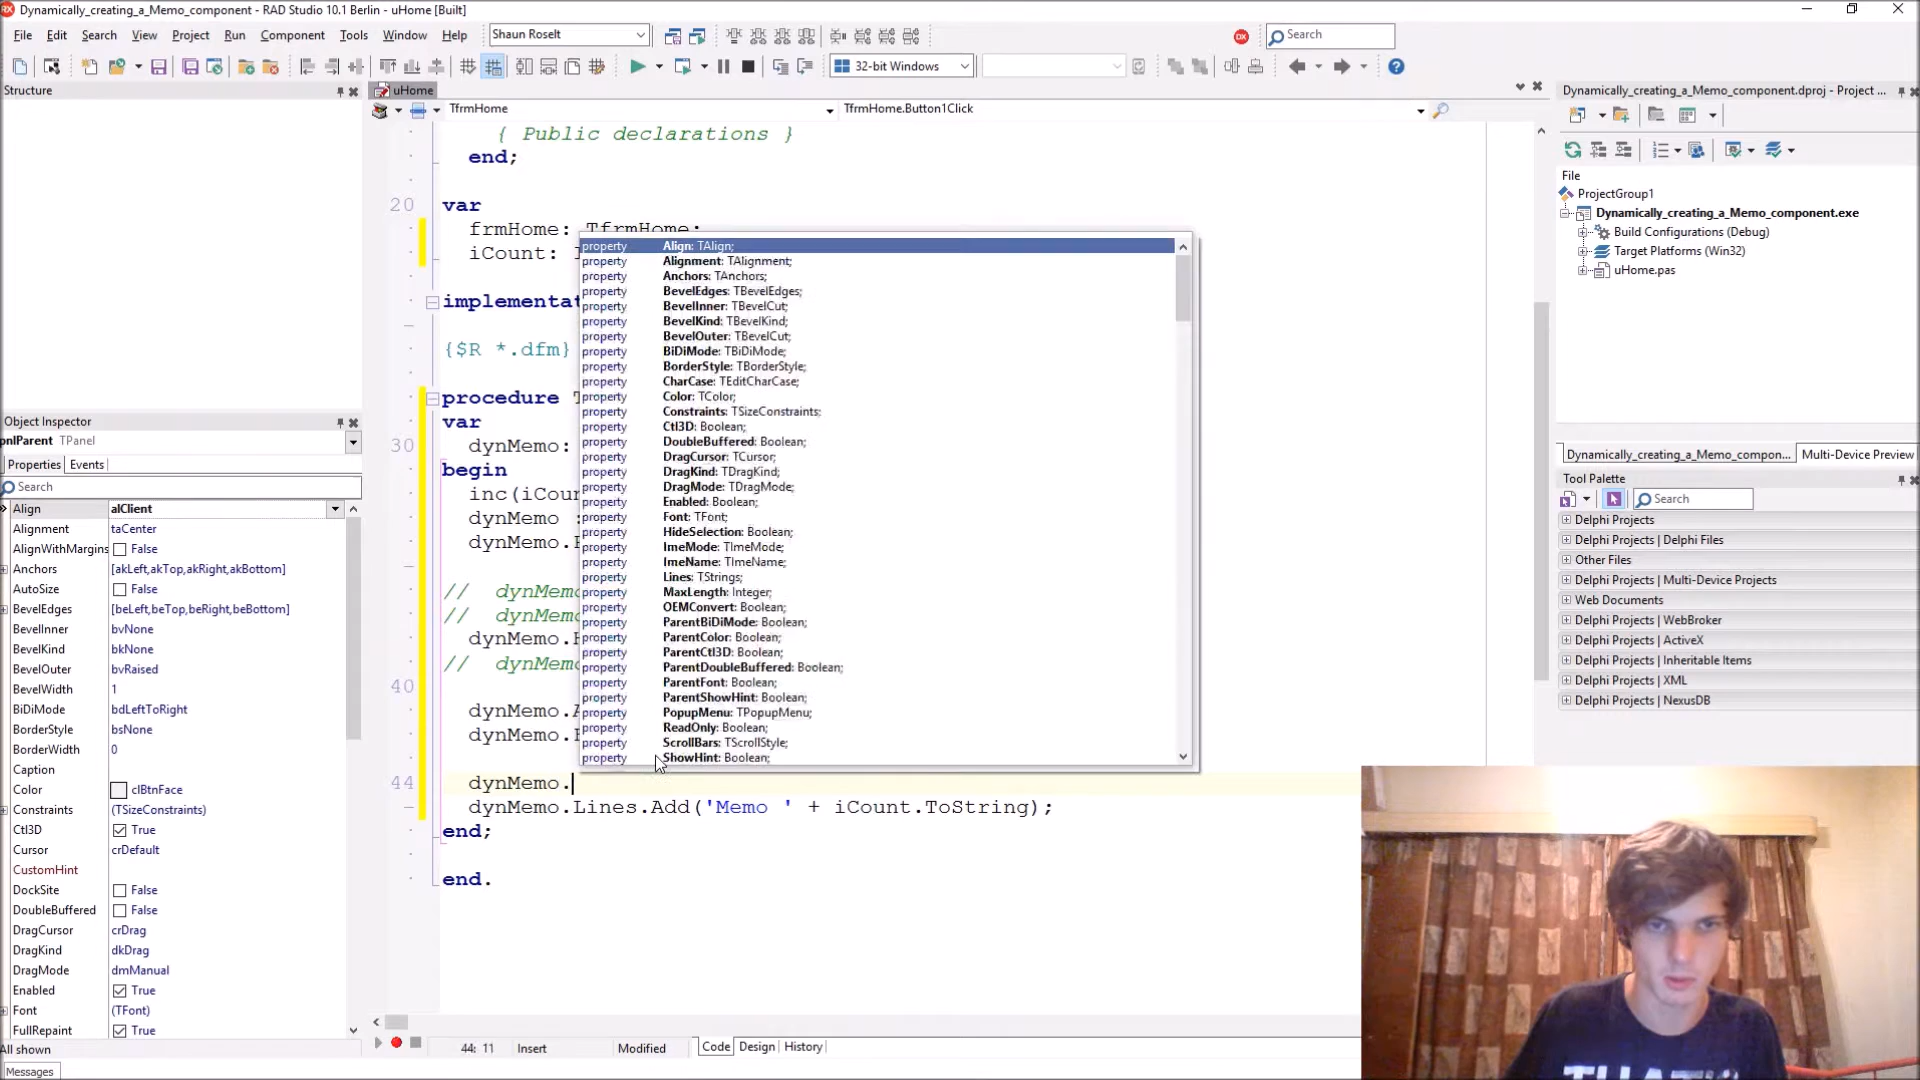 Dynamically_creating_a_Memo_component - RAD Studio 10.1 Berlin - uHome [Built]
File Edit Search View Project Run Component Tools Window Help
Shaun Roselt
Search
32-bit Windows
Structure
uHome
TfrmHome
TfrmHome.Button1Click
{ Public declarations }
end;
20 var
frmHome: TfrmHome;
iCount: I
implementat
{$R *.dfm}
procedure T
var
30 dynMemo:
begin
inc(iCoun
dynMemo :
dynMemo.
// dynMemo
// dynMemo
dynMemo.
// dynMemo
40
dynMemo.A
dynMemo.
44 dynMemo.
dynMemo.Lines.Add('Memo ' + iCount.ToString);
end;
end.
property Align: TAlign;
property Alignment: TAlignment;
property Anchors: TAnchors;
property BevelEdges: TBevelEdges;
property BevelInner: TBevelCut;
property BevelKind: TBevelKind;
property BevelOuter: TBevelCut;
property BiDiMode: TBiDiMode;
property BorderStyle: TBorderStyle;
property CharCase: TEditCharCase;
property Color: TColor;
property Constraints: TSizeConstraints;
property Ctl3D: Boolean;
property DoubleBuffered: Boolean;
property DragCursor: TCursor;
property DragKind: TDragKind;
property DragMode: TDragMode;
property Enabled: Boolean;
property Font: TFont;
property HideSelection: Boolean;
property ImeMode: TImeMode;
property ImeName: TImeName;
property Lines: TStrings;
property MaxLength: Integer;
property OEMConvert: Boolean;
property ParentBiDiMode: Boolean;
property ParentColor: Boolean;
property ParentCtl3D: Boolean;
property ParentDoubleBuffered: Boolean;
property ParentFont: Boolean;
property ParentShowHint: Boolean;
property PopupMenu: TPopupMenu;
property ReadOnly: Boolean;
property ScrollBars: TScrollStyle;
property ShowHint: Boolean;
Object Inspector
pnlParent TPanel
Properties Events
Search
Align alClient
Alignment taCenter
AlignWithMargins False
Anchors [akLeft,akTop,akRight,akBottom]
AutoSize False
BevelEdges [beLeft,beTop,beRight,beBottom]
BevelInner bvNone
BevelKind bkNone
BevelOuter bvRaised
BevelWidth 1
BiDiMode bdLeftToRight
BorderStyle bsNone
BorderWidth 0
Caption
Color clBtnFace
Constraints (TSizeConstraints)
Ctl3D True
Cursor crDefault
CustomHint
DockSite False
DoubleBuffered False
DragCursor crDrag
DragKind dkDrag
DragMode dmManual
Enabled True
Font (TFont)
FullRepaint True
All shown
Messages
44: 11 Insert Modified Code Design History
Dynamically_creating_a_Memo_component.dproj - Project ...
File
ProjectGroup1
Dynamically_creating_a_Memo_component.exe
Build Configurations (Debug)
Target Platforms (Win32)
uHome.pas
Dynamically_creating_a_Memo_compon... Multi-Device Preview
Tool Palette
Search
Delphi Projects
Delphi Projects | Delphi Files
Other Files
Delphi Projects | Multi-Device Projects
Web Documents
Delphi Projects | WebBroker
Delphi Projects | ActiveX
Delphi Projects | Inheritable Items
Delphi Projects | XML
Delphi Projects | NexusDB